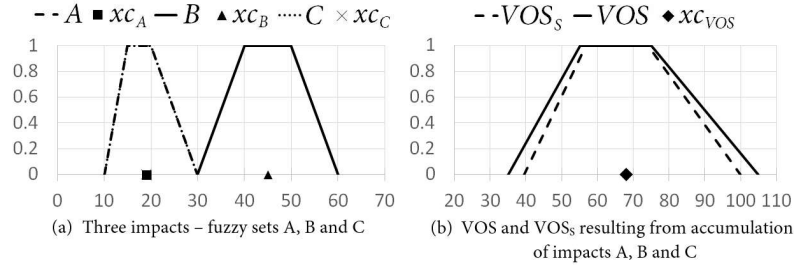 A xc_A B xc_B C × xc_C
VOS_S VOS xc_VOS
1
0.8
0.6
0.4
0.2
0
0 10 20 30 40 50 60 70
1
0.8
0.6
0.4
0.2
0
20 30 40 50 60 70 80 90 100 110
(a) Three impacts – fuzzy sets A, B and C
(b) VOS and VOS_S resulting from accumulation
of impacts A, B and C